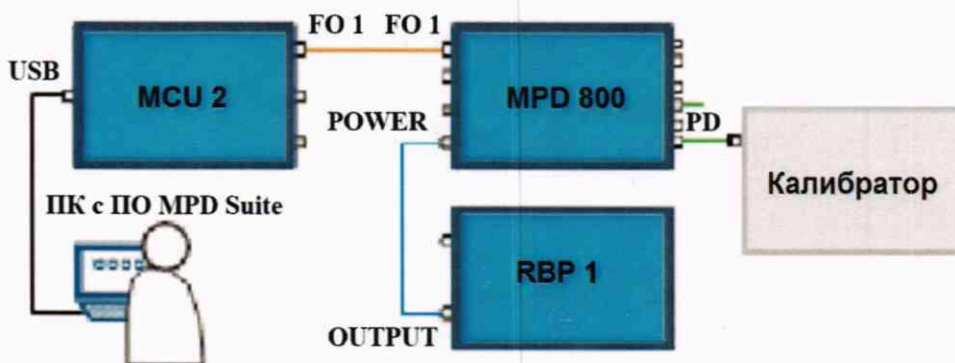 FO 1 FO 1
USB
MCU 2
MPD 800
POWER
PD
Калибратор
ПК с ПО MPD Suite
RBP 1
OUTPUT